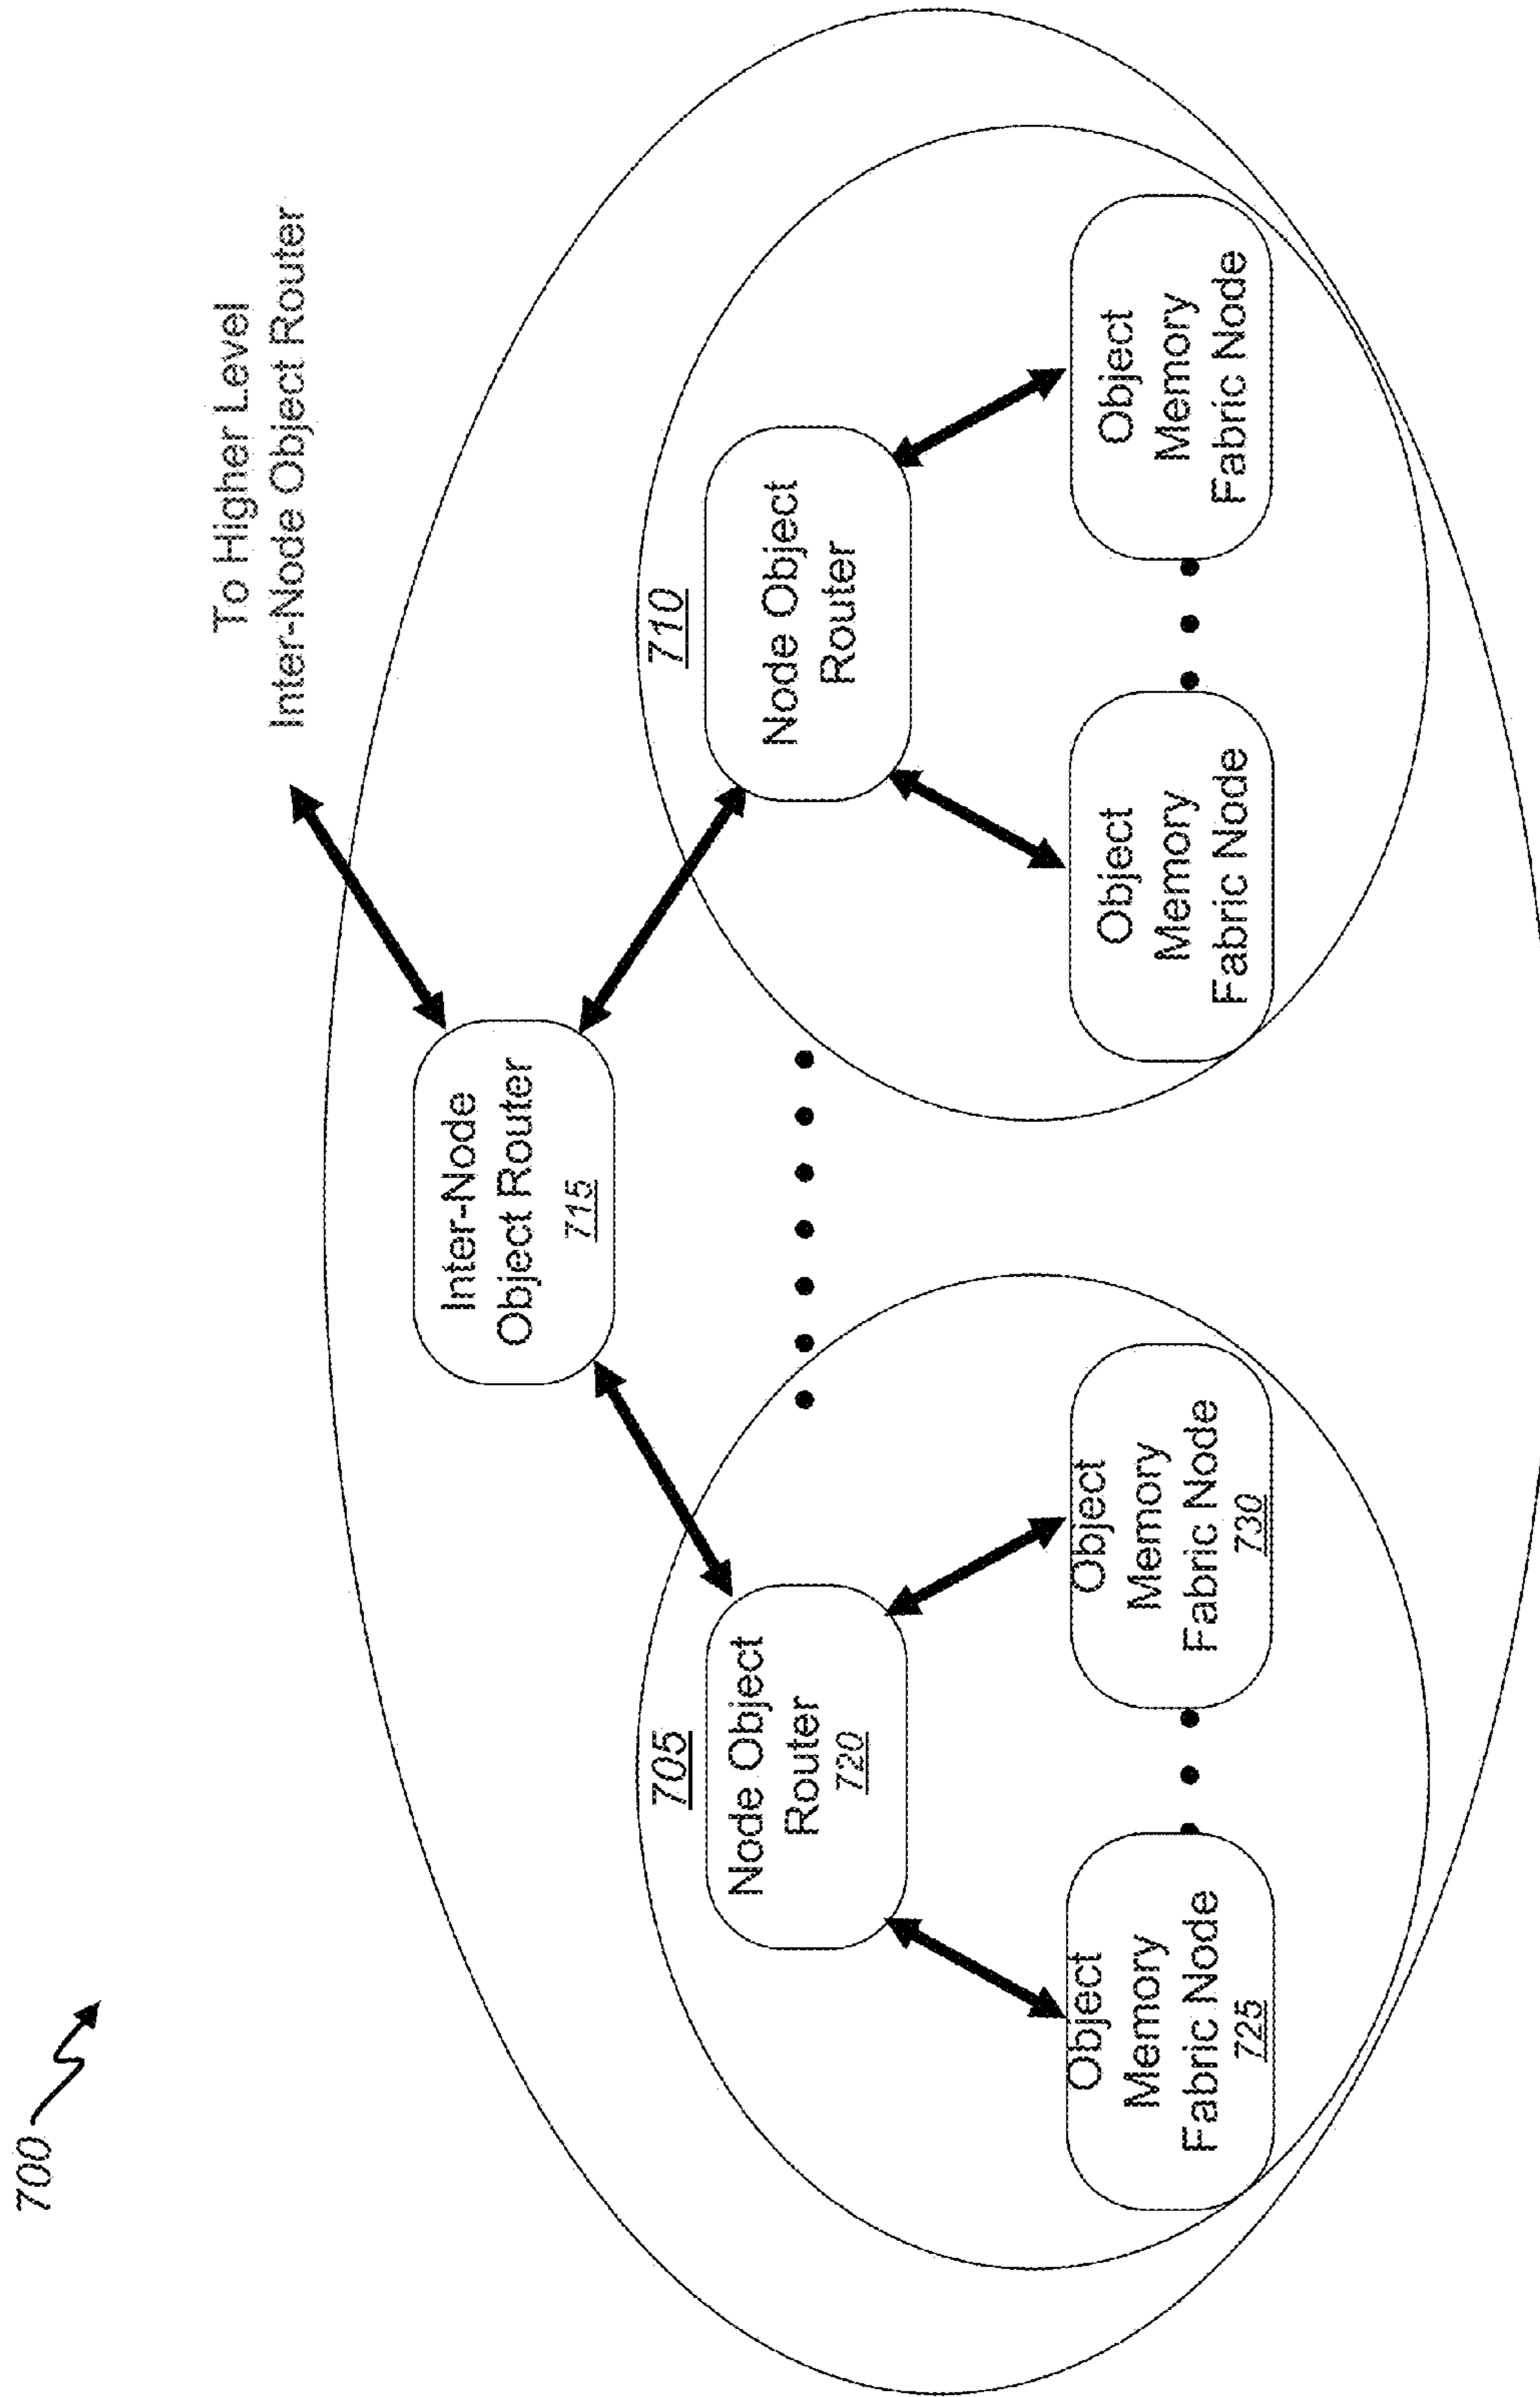 700
To Higher Level
Inter-Node Object Router
Inter-Node
Object Router
715
705
Node Object
Router
720
Object
Memory
Fabric Node
725
Object
Memory
Fabric Node
730
710
Node Object
Router
Object
Memory
Fabric Node
Object
Memory
Fabric Node